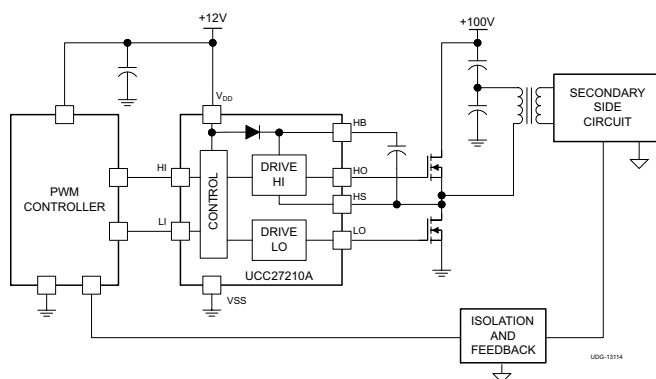 +12V
+100V
V_DD
HB
SECONDARY
SIDE
CIRCUIT
PWM
CONTROLLER
HI
CONTROL
DRIVE
HI
HO
HS
LI
DRIVE
LO
LO
UCC27210A
VSS
ISOLATION
AND
FEEDBACK
UDG-13114